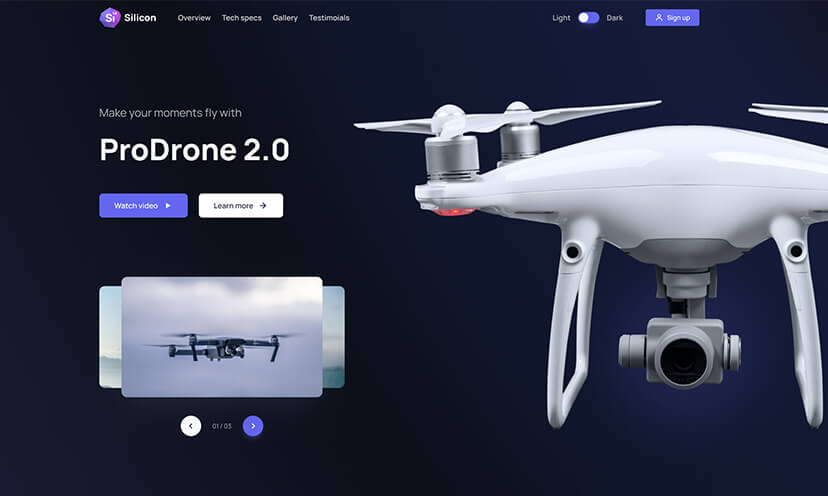 Si Silicon
Overview Tech specs Gallery Testimoials
Light Dark
Sign up
Make your moments fly with
ProDrone 2.0
Watch video
Learn more
01 / 03